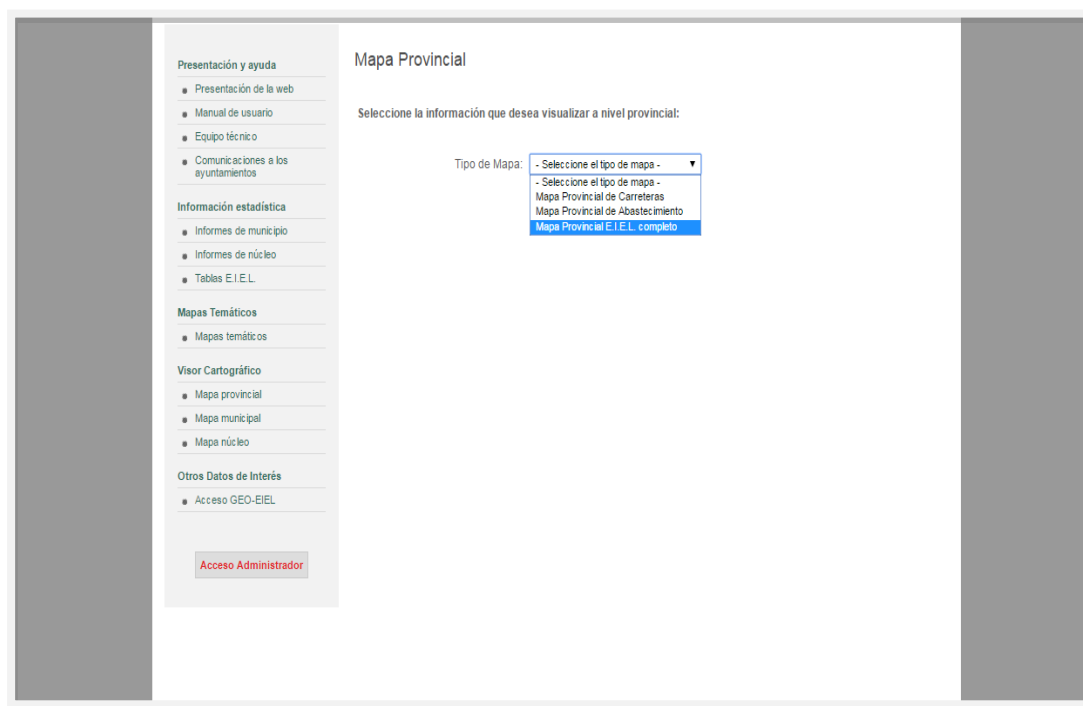 Presentación y ayuda
Presentación de la web
Manual de usuario
Equipo técnico
Comunicaciones a los
ayuntamientos
Información estadística
Informes de municipio
Informes de núcleo
Tablas E.I.E.L.
Mapas Temáticos
Mapas temáticos
Visor Cartográfico
Mapa provincial
Mapa municipal
Mapa núcleo
Otros Datos de Interés
Acceso GEO-EIEL
Acceso Administrador
Mapa Provincial
Seleccione la información que desea visualizar a nivel provincial:
Tipo de Mapa: - Seleccione el tipo de mapa -
- Seleccione el tipo de mapa -
Mapa Provincial de Carreteras
Mapa Provincial de Abastecimiento
Mapa Provincial E.I.E.L. completo